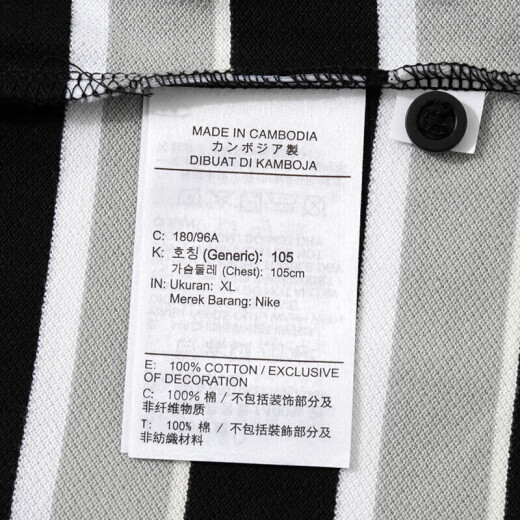 MADE IN CAMBODIA
カンボジア製
DIBUAT DI KAMBOJA
C: 180/96A
K: 호칭 (Generic): 105
가슴둘레 (Chest): 105cm
IN: Ukuran: XL
Merek Barang: Nike
E: 100% COTTON / EXCLUSIVE
OF DECORATION
C: 100% 棉 / 不包括装饰部分及
非纤维物质
T: 100% 棉 / 不包括裝飾部分及
非紡織材料